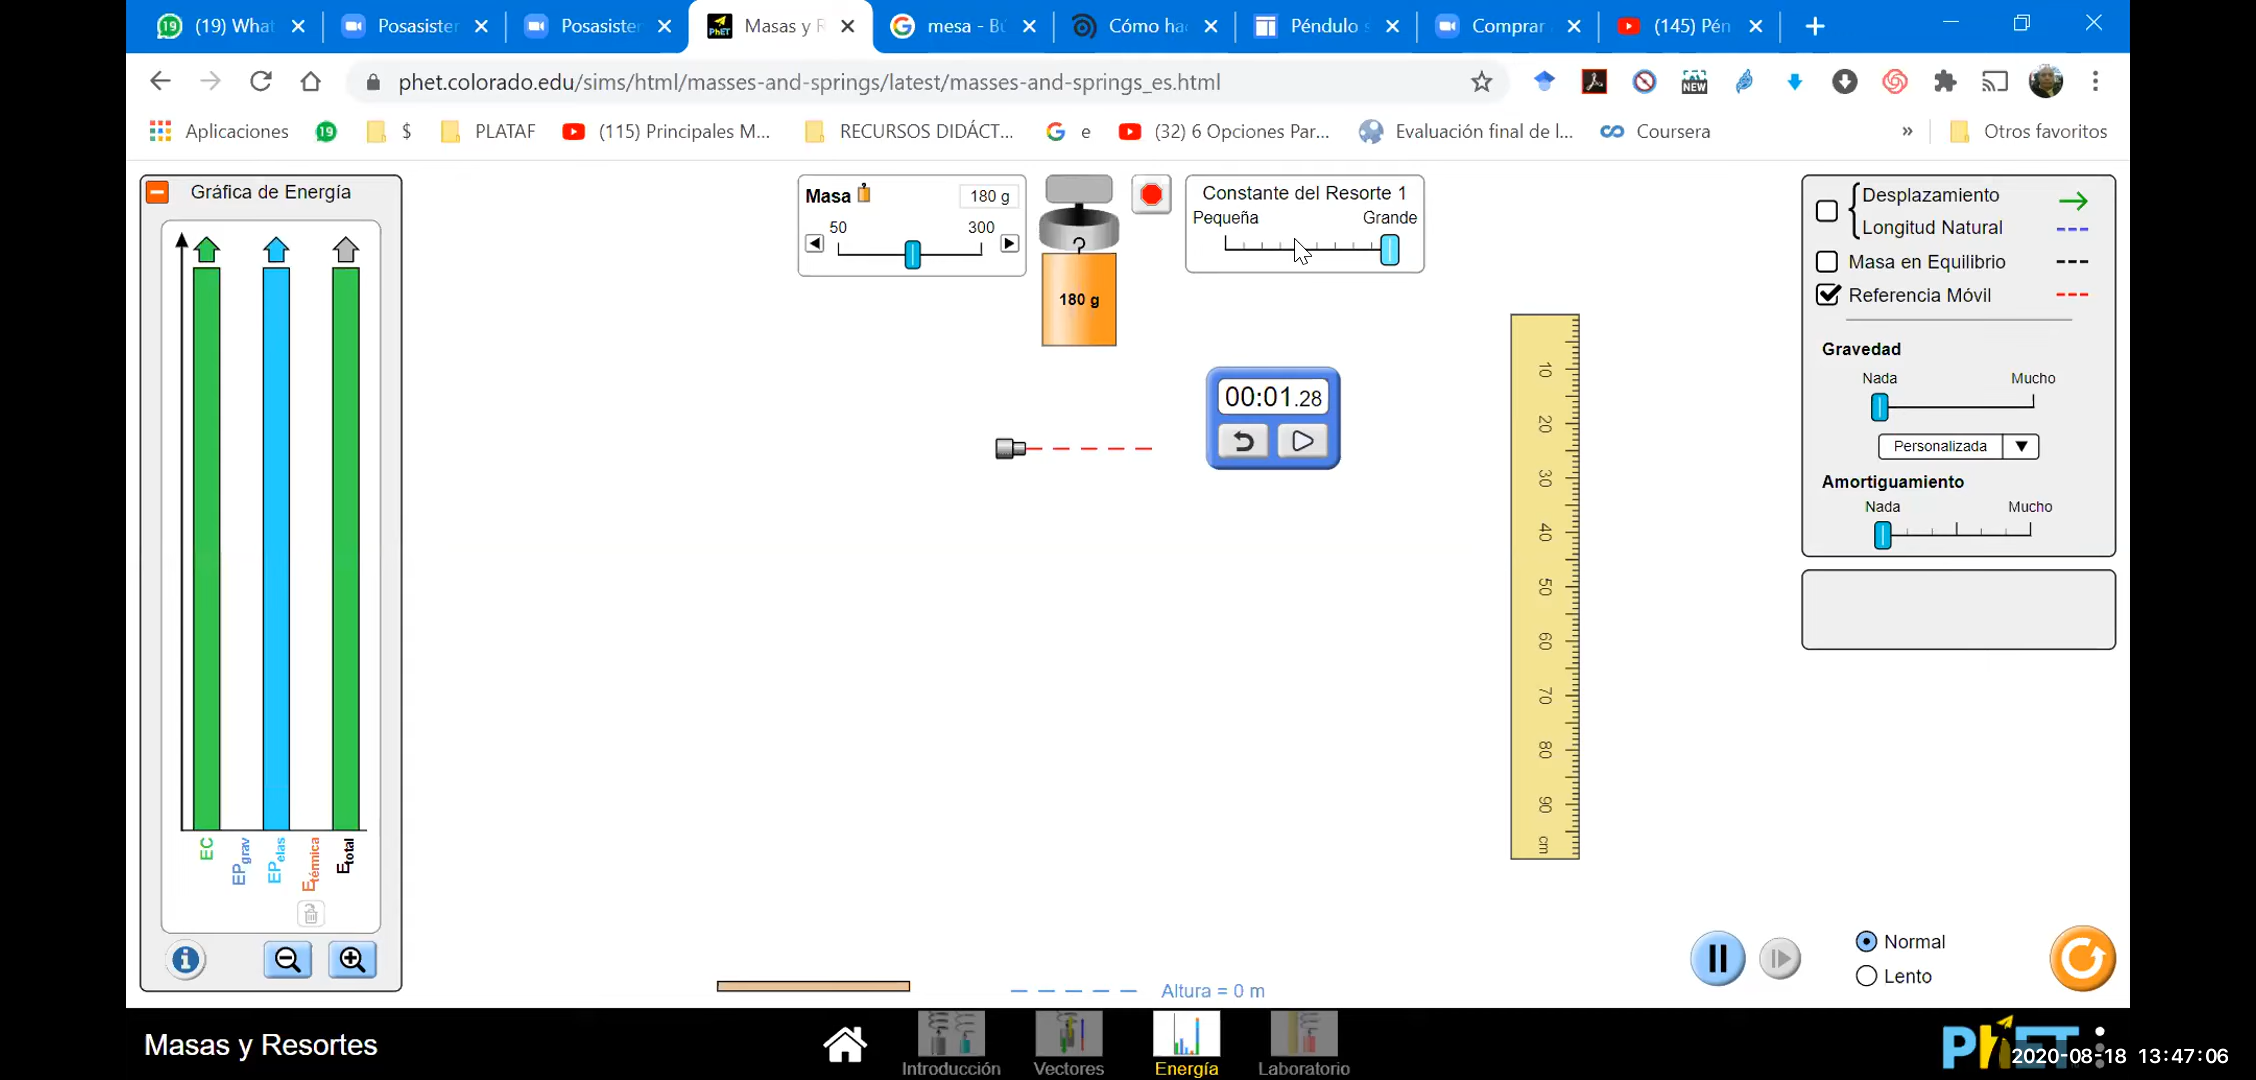 19 (19) What
Posasister
Posasister
Masas y R
mesa - Bú
Cómo hac
Péndulo s
Comprar
(145) Pén
phet.colorado.edu/sims/html/masses-and-springs/latest/masses-and-springs_es.html
NEW
Aplicaciones
19
$
PLATAF
(115) Principales M...
RECURSOS DIDÁCT...
e
(32) 6 Opciones Par...
Evaluación final de l...
Coursera
»
Otros favoritos
Gráfica de Energía
EC
EPgrav
EPelas
Etérmica
Etotal
Masa 180 g
50 300
180 g
Constante del Resorte 1
Pequeña Grande
00:01.28
10
20
30
40
50
60
70
80
90
cm
Desplazamiento
Longitud Natural
Masa en Equilibrio
Referencia Móvil
Gravedad
Nada Mucho
Personalizada
Amortiguamiento
Nada Mucho
Normal
Lento
Altura = 0 m
Masas y Resortes
Introducción
Vectores
Energía
Laboratorio
PhET
2020-08-18 13:47:06